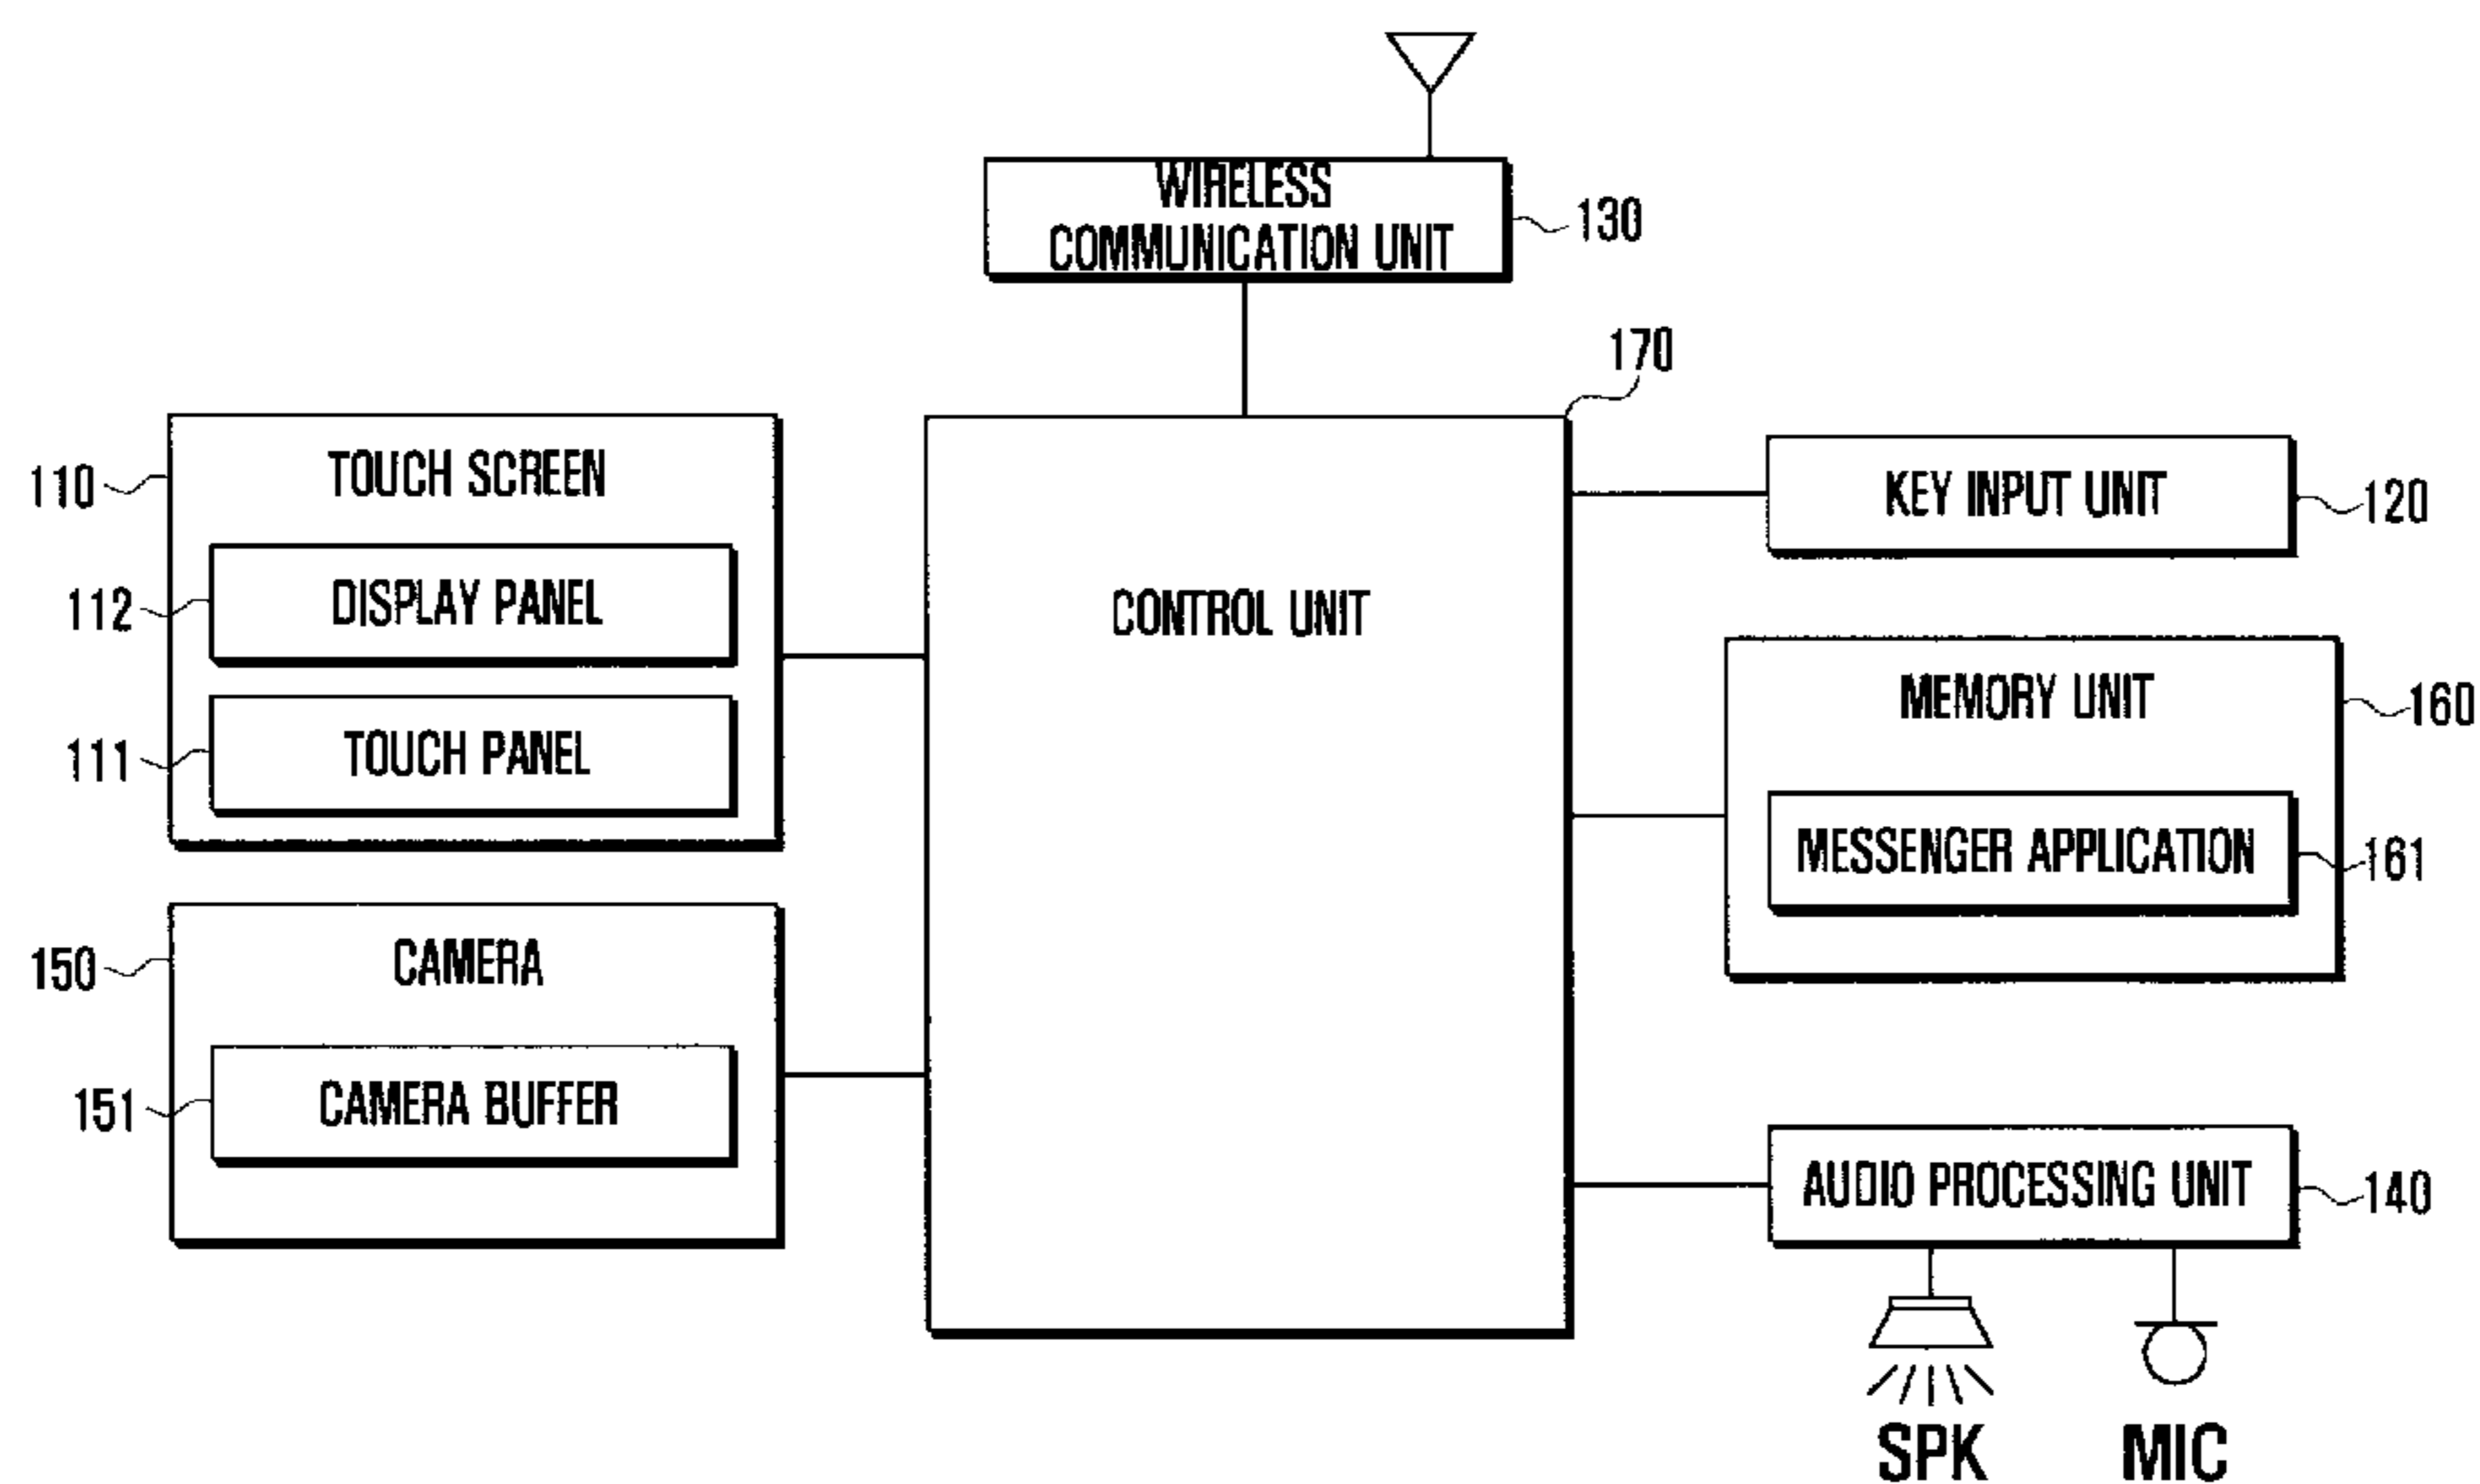 WIRELESS
COMMUNICATION UNIT
130
170
110
TOUCH SCREEN
112
DISPLAY PANEL
111
TOUCH PANEL
150
CAMERA
151
CAMERA BUFFER
CONTROL UNIT
KEY INPUT UNIT
120
MEMORY UNIT
160
MESSENGER APPLICATION
161
AUDIO PROCESSING UNIT
140
SPK
MIC